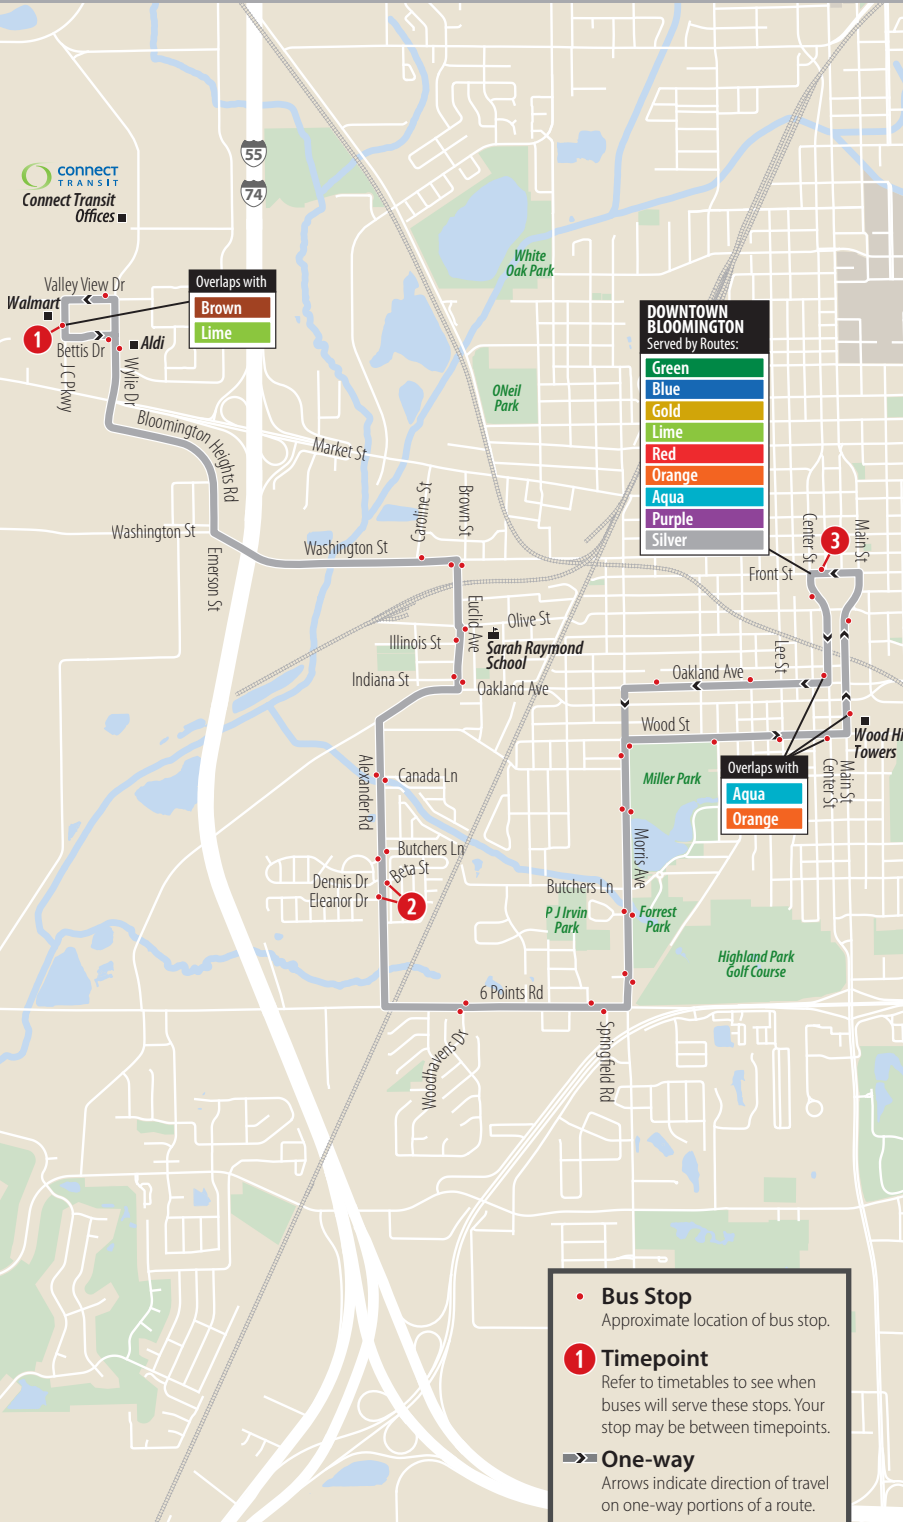 55
74
CONNECT
TRANSIT
Connect Transit
Offices
Valley View Dr
Walmart
1
Bettis Dr
Aldi
J C Pkwy
Wylie Dr
Overlaps with
Brown
Lime
Bloomington Heights Rd
Market St
White
Oak Park
ONeil
Park
DOWNTOWN
BLOOMINGTON
Served by Routes:
Green
Blue
Gold
Lime
Red
Orange
Aqua
Purple
Silver
Washington St
Emerson St
Washington St
Caroline St
Brown St
Center St
3
Main St
Front St
Euclid Ave
Olive St
Illinois St
Sarah Raymond
School
Indiana St
Oakland Ave
Lee St
Oakland Ave
Wood St
Wood Hi
Towers
Main St
Center St
Overlaps with
Aqua
Orange
Miller Park
Alexander Rd
Canada Ln
Butchers Ln
Beta St
Dennis Dr
Eleanor Dr
2
Morris Ave
Butchers Ln
P J Irvin
Park
Forrest
Park
Highland Park
Golf Course
6 Points Rd
Woodhavens Dr
Springfield Rd
Bus Stop
Approximate location of bus stop.
1 Timepoint
Refer to timetables to see when
buses will serve these stops. Your
stop may be between timepoints.
One-way
Arrows indicate direction of travel
on one-way portions of a route.